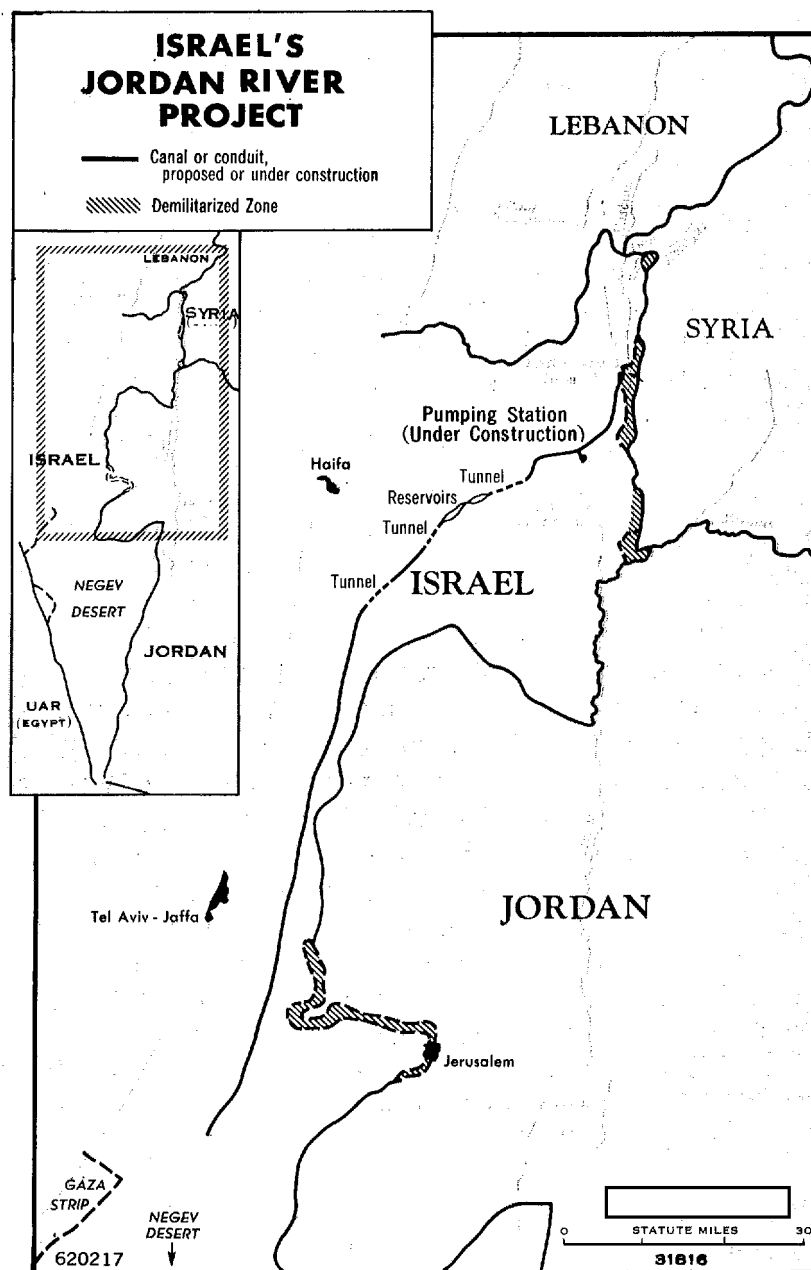 ISRAEL'S
JORDAN RIVER
PROJECT
Canal or conduit,
proposed or under construction
Demilitarized Zone
LEBANON
SYRIA
ISRAEL
NEGEV
DESERT
JORDAN
UAR
(EGYPT)
LEBANON
SYRIA
Pumping Station
(Under Construction)
Haifa
Tunnel
Reservoirs
Tunnel
Tunnel
ISRAEL
JORDAN
Tel Aviv - Jaffa
Jerusalem
GAZA
STRIP
NEGEV
DESERT
620217
0 30
STATUTE MILES
31816